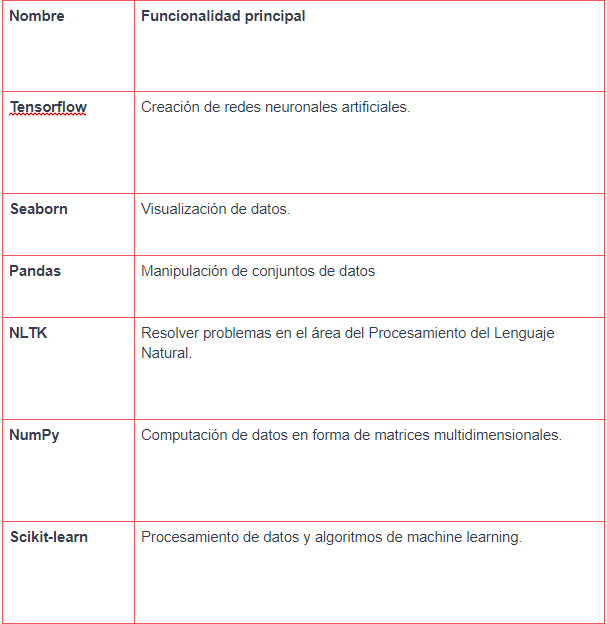 Nombre
Funcionalidad principal
Tensorflow
Creación de redes neuronales artificiales.
Seaborn
Visualización de datos.
Pandas
Manipulación de conjuntos de datos
NLTK
Resolver problemas en el área del Procesamiento del Lenguaje
Natural.
NumPy
Computación de datos en forma de matrices multidimensionales.
Scikit-learn
Procesamiento de datos y algoritmos de machine learning.